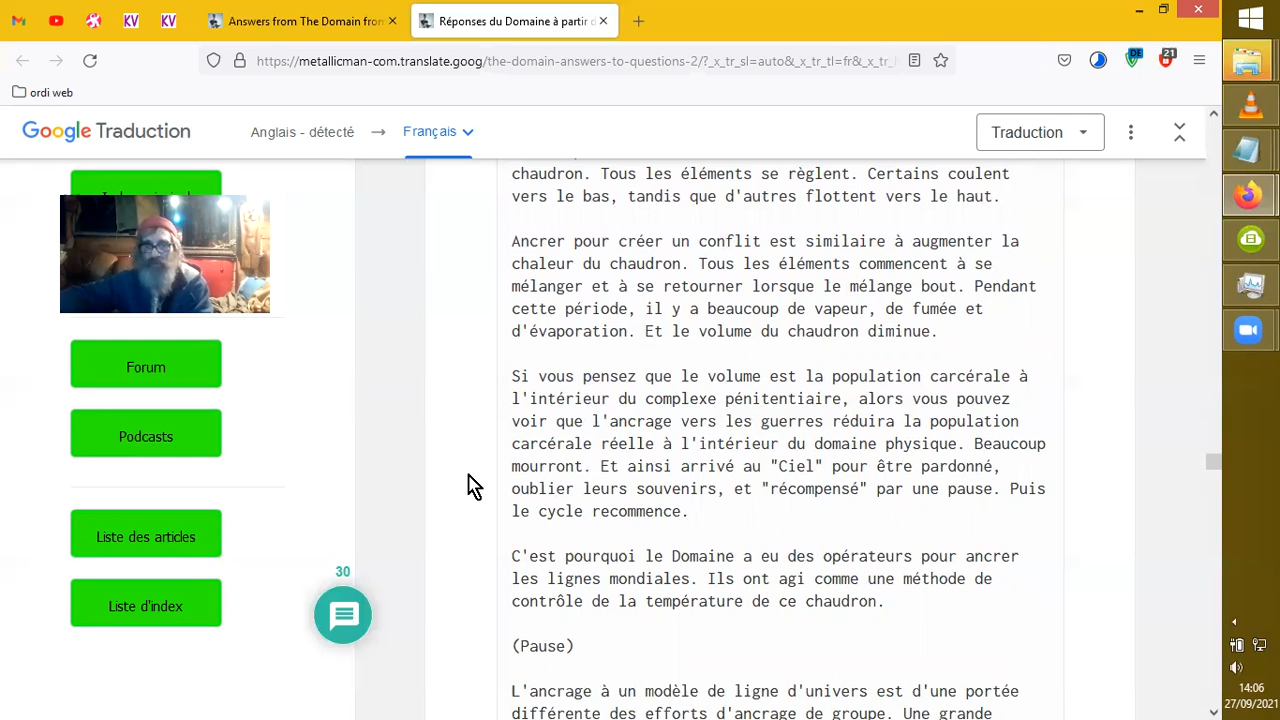 KV
KV
Answers from The Domain from
Réponses du Domaine à partir d
https://metallicman-com.translate.goog/the-domain-answers-to-questions-2/?_x_tr_sl=auto&_x_tr_tl=fr&_x_tr_
DE
21
ordi web
Google Traduction
Anglais - détecté
Français
Traduction
chaudron. Tous les éléments se règlent. Certains coulent
vers le bas, tandis que d'autres flottent vers le haut.
Ancrer pour créer un conflit est similaire à augmenter la
chaleur du chaudron. Tous les éléments commencent à se
mélanger et à se retourner lorsque le mélange bout. Pendant
cette période, il y a beaucoup de vapeur, de fumée et
d'évaporation. Et le volume du chaudron diminue.
Forum
Si vous pensez que le volume est la population carcérale à
l'intérieur du complexe pénitentiaire, alors vous pouvez
voir que l'ancrage vers les guerres réduira la population
carcérale réelle à l'intérieur du domaine physique. Beaucoup
mourront. Et ainsi arrivé au "Ciel" pour être pardonné,
oublier leurs souvenirs, et "récompensé" par une pause. Puis
le cycle recommence.
Podcasts
Liste des articles
C'est pourquoi le Domaine a eu des opérateurs pour ancrer
les lignes mondiales. Ils ont agi comme une méthode de
contrôle de la température de ce chaudron.
30
Liste d'index
(Pause)
L'ancrage à un modèle de ligne d'univers est d'une portée
différente des efforts d'ancrage de groupe. Une grande
14:06
27/09/2021